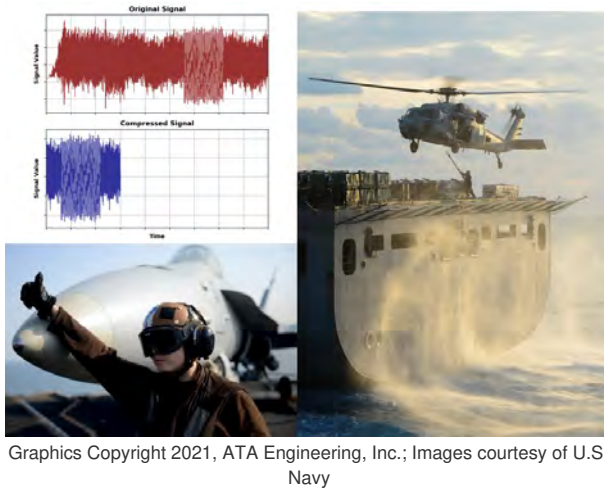 Original Signal
Signal Value
Compressed Signal
Signal Value
Time
Graphics Copyright 2021, ATA Engineering, Inc.; Images courtesy of U.S
Navy